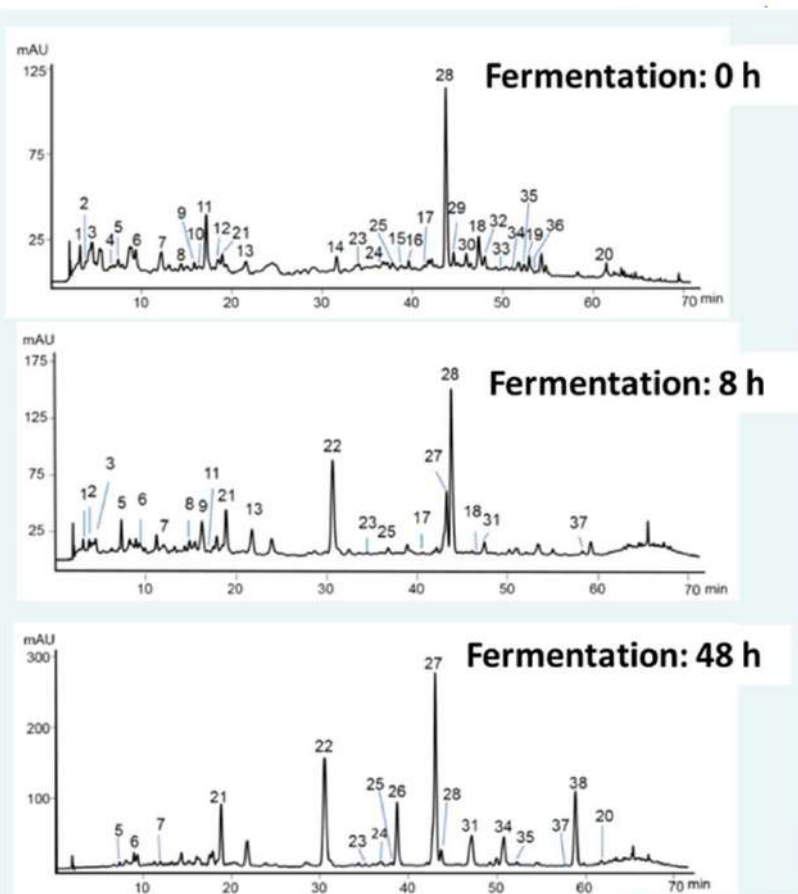 mAU
Fermentation: 0 h
125
75
25
1 2 3 4 5 6 7 8 9 10 11 12 21 13 14 23 24 25 15 16 17 28 29 30 18 32 33 34 35 19 36 20
10 20 30 40 50 60 70 min
mAU
Fermentation: 8 h
175
125
75
25
1 2 3 5 6 7 8 9 11 21 13 22 23 25 17 27 28 18 31 37
10 20 30 40 50 60 70 min
mAU
Fermentation: 48 h
300
200
100
5 6 7 21 22 23 24 25 26 27 28 31 34 35 37 38 20
10 20 30 40 50 60 70 min